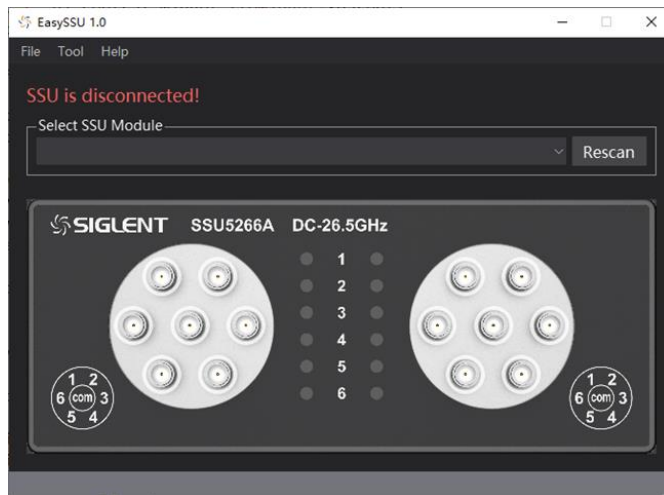 EasySSU 1.0
File Tool Help
SSU is disconnected!
Select SSU Module
Rescan
SIGLENT SSU5266A DC-26.5GHz
1
2
3
4
5
6
1 2
6 com 3
5 4
1 2
6 com 3
5 4